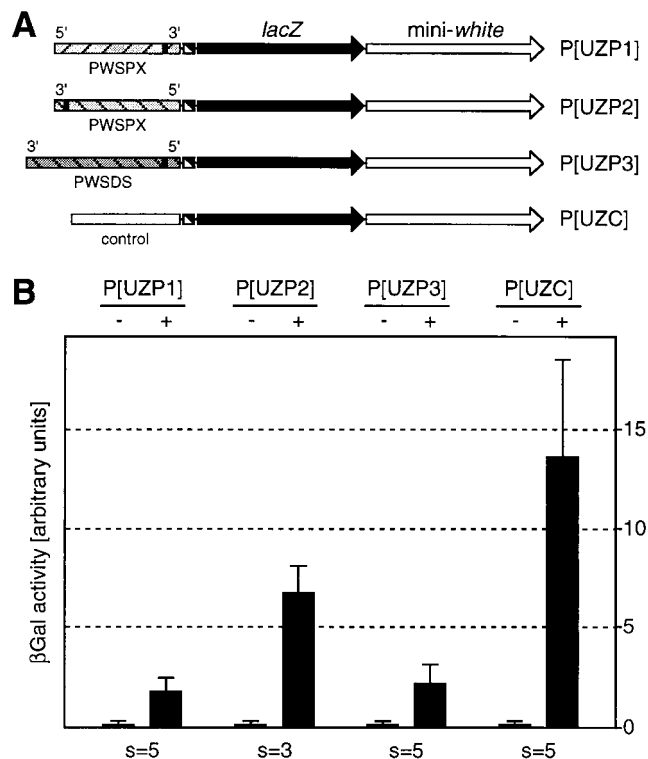 A
5' 3' lacZ mini-white
P[UZP1]
PWSPX
3' 5'
P[UZP2]
PWSPX
3' 5'
P[UZP3]
PWSDS
P[UZC]
control
B
P[UZP1] P[UZP2] P[UZP3] P[UZC]
- + - + - + - +
βGal activity [arbitrary units]
15
10
5
0
s=5 s=3 s=5 s=5